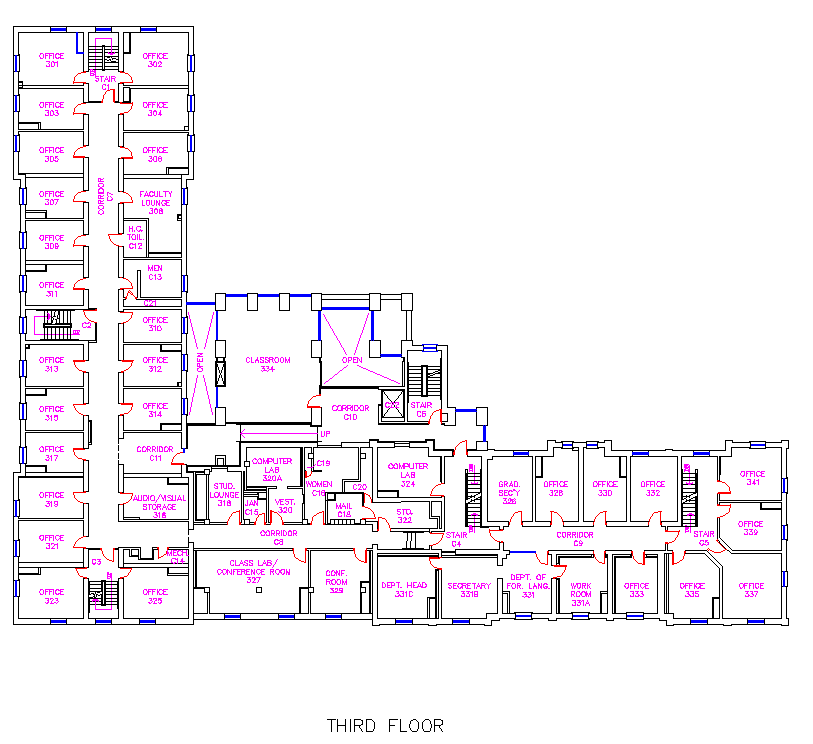 OFFICE
301
STAIR
C1
OFFICE
302
OFFICE
303
OFFICE
304
OFFICE
305
OFFICE
306
CORRIDOR
C7
OFFICE
307
FACULTY
LOUNGE
308
OFFICE
309
H.C.
TOIL.
C12
MEN
C13
OFFICE
311
C21
C2
OFFICE
310
OPEN
CLASSROOM
334
OPEN
OFFICE
313
OFFICE
312
OFFICE
315
OFFICE
314
CORRIDOR
C10
STAIR
C6
UP
OFFICE
317
CORRIDOR
C11
COMPUTER
LAB
320A
C19
WOMEN
C18
C20
COMPUTER
LAB
324
OFFICE
319
AUDIO/VISUAL
STORAGE
316
STUD.
LOUNGE
318
JAN
C15
VEST.
320
MAIL
STO.
322
GRAD.
SEC'Y
326
OFFICE
328
OFFICE
330
OFFICE
332
OFFICE
341
OFFICE
321
CORRIDOR
C8
STAIR
C4
CORRIDOR
C9
STAIR
C5
OFFICE
339
C3
MECH.
C14
OFFICE
323
OFFICE
325
CLASS LAB/
CONFERENCE ROOM
327
CONF.
ROOM
329
DEPT. HEAD
331C
SECRETARY
331B
DEPT. OF
FOR. LANG.
331
WORK
ROOM
331A
OFFICE
333
OFFICE
335
OFFICE
337
THIRD FLOOR